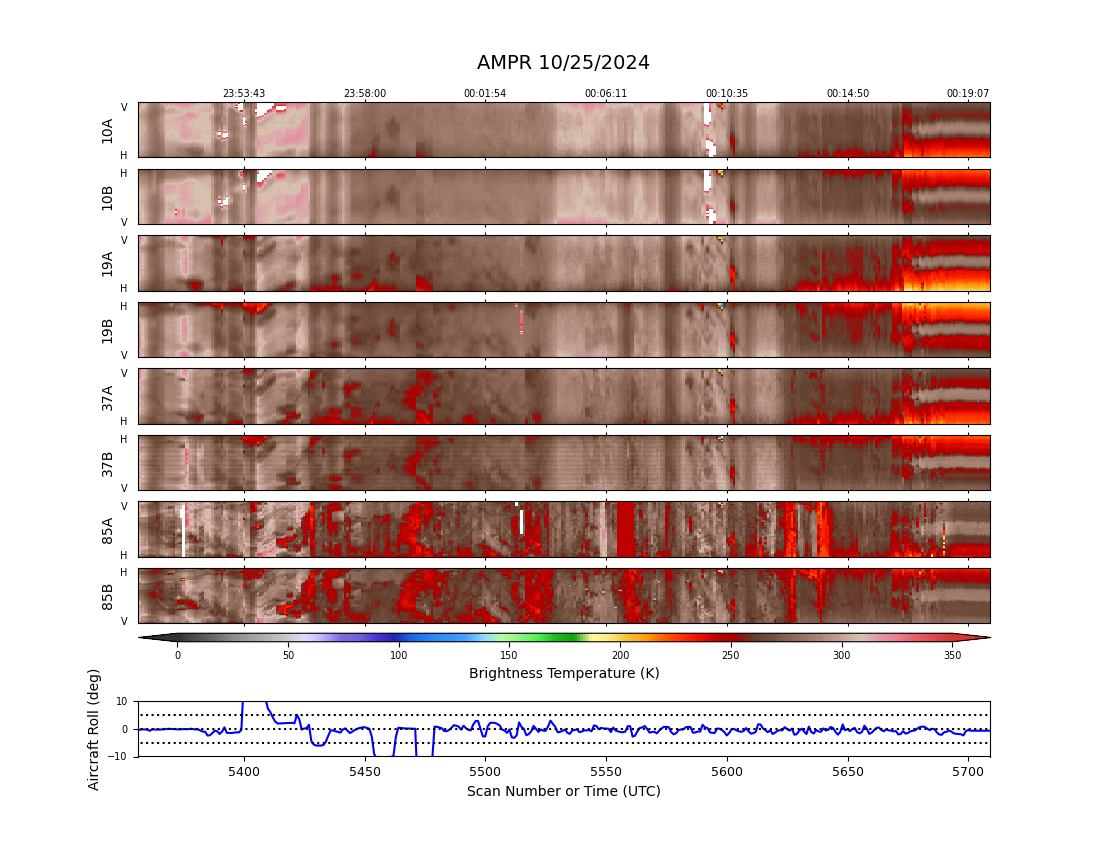 AMPR 10/25/2024
23:53:43 23:58:00 00:01:54 00:06:11 00:10:35 00:14:50 00:19:07
V
10A
H
H
10B
V
V
19A
H
H
19B
V
V
37A
H
H
37B
V
V
85A
H
H
85B
V
0 50 100 150 200 250 300 350
Brightness Temperature (K)
Aircraft Roll (deg)
10
0
−10
5400 5450 5500 5550 5600 5650 5700
Scan Number or Time (UTC)